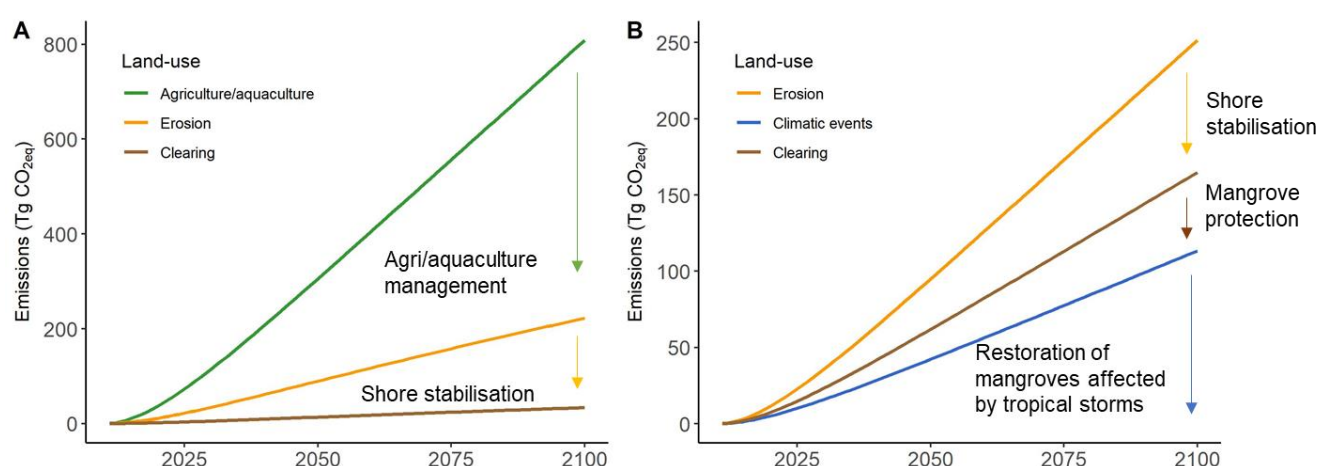 A
800
600
400
200
0
Emissions (Tg CO2eq)
Land-use
Agriculture/aquaculture
Erosion
Clearing
Agri/aquaculture
management
Shore stabilisation
2025
2050
2075
2100
B
250
200
150
100
50
0
Emissions (Tg CO2eq)
Land-use
Erosion
Climatic events
Clearing
Shore
stabilisation
Mangrove
protection
Restoration of
mangroves affected
by tropical storms
2025
2050
2075
2100